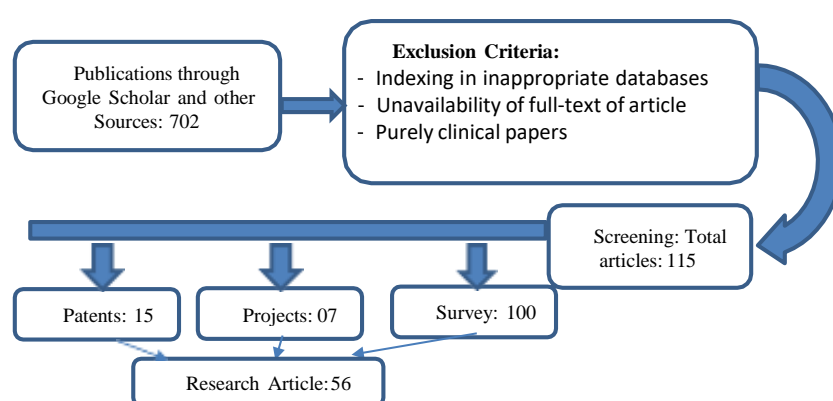 Publications through
Google Scholar and other
Sources: 702
Exclusion Criteria:
- Indexing in inappropriate databases
- Unavailability of full-text of article
- Purely clinical papers
Screening: Total
articles: 115
Patents: 15
Projects: 07
Survey: 100
Research Article:56